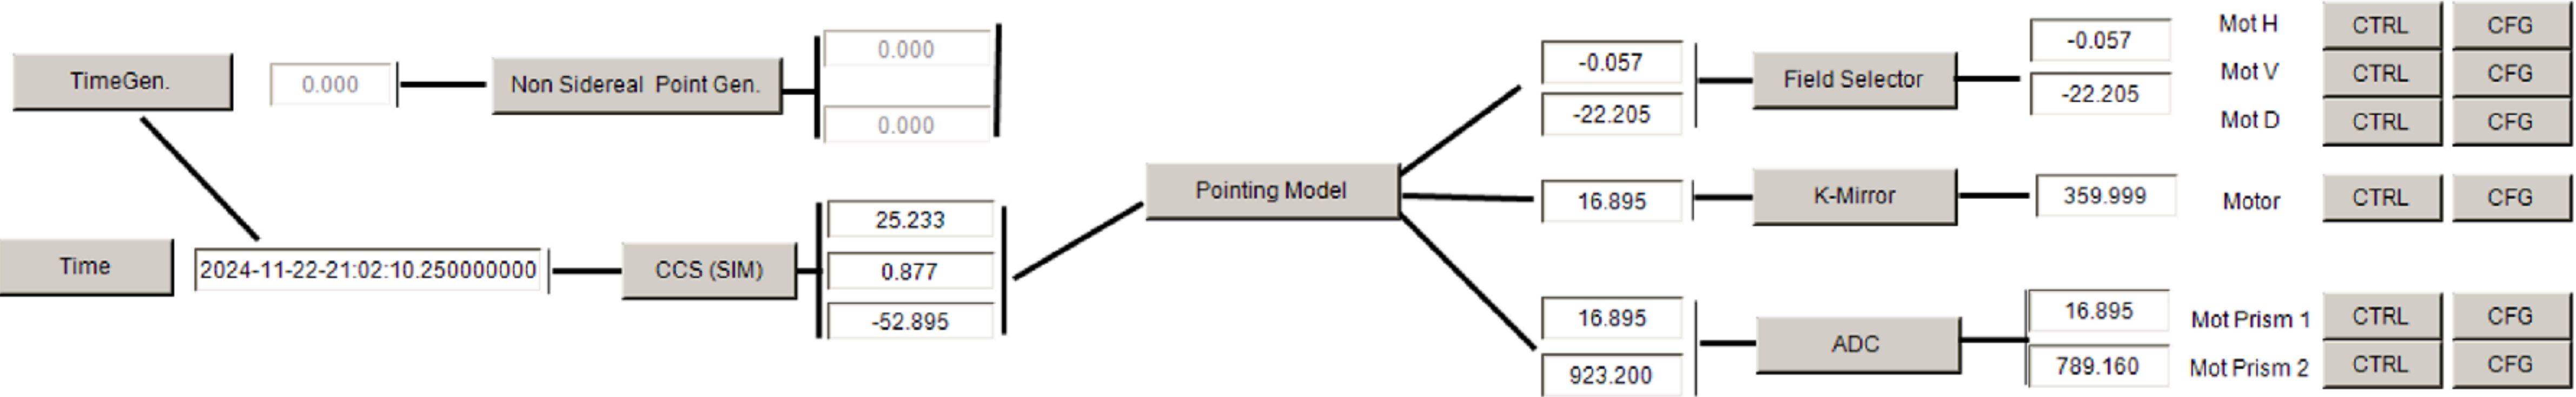 TimeGen.
0.000
Non Sidereal Point Gen.
0.000
0.000
Time
2024-11-22-21:02:10.250000000
CCS (SIM)
25.233
0.877
-52.895
Pointing Model
-0.057
-22.205
Field Selector
-0.057
-22.205
Mot H
CTRL
CFG
Mot V
CTRL
CFG
Mot D
CTRL
CFG
16.895
K-Mirror
359.999
Motor
CTRL
CFG
16.895
923.200
ADC
16.895
789.160
Mot Prism 1
CTRL
CFG
Mot Prism 2
CTRL
CFG